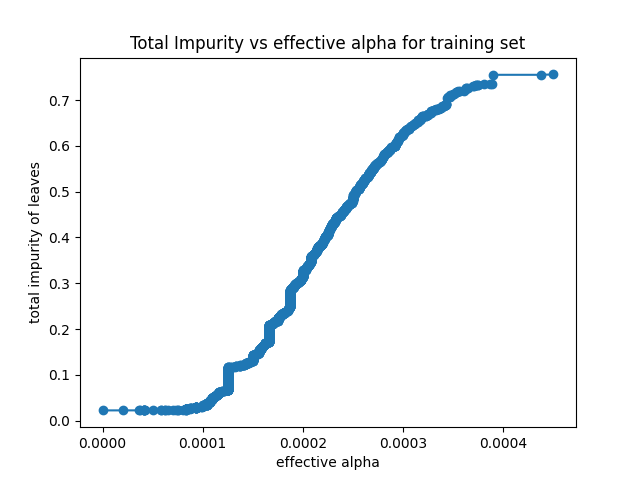 Total Impurity vs effective alpha for training set
total impurity of leaves
0.7
0.6
0.5
0.4
0.3
0.2
0.1
0.0
0.0000 0.0001 0.0002 0.0003 0.0004
effective alpha